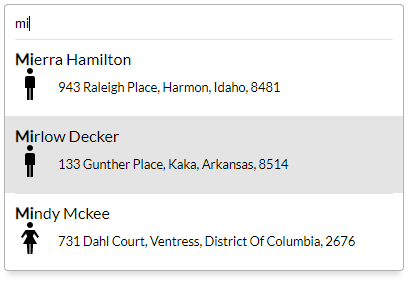 mi
Mierra Hamilton
943 Raleigh Place, Harmon, Idaho, 8481
Mirlow Decker
133 Gunther Place, Kaka, Arkansas, 8514
Mindy Mckee
731 Dahl Court, Ventress, District Of Columbia, 2676